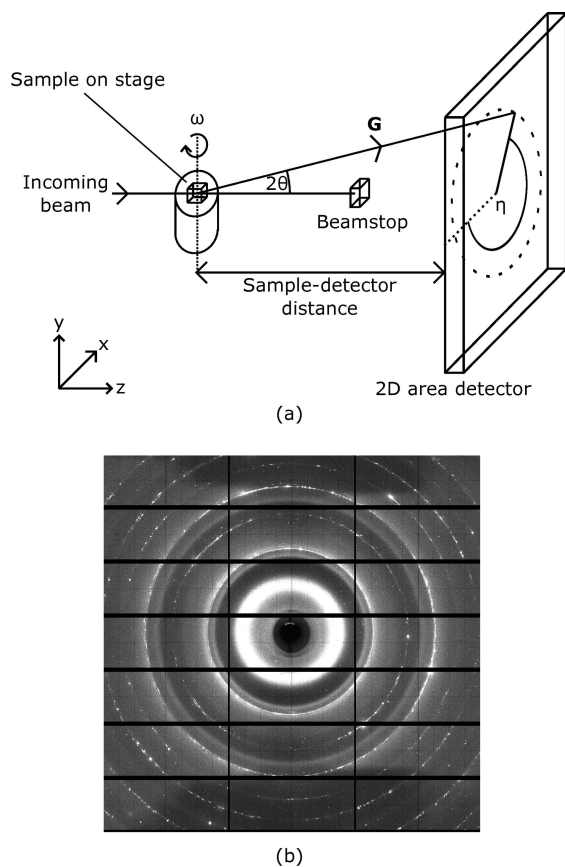 Sample on stage
ω
G
Incoming
beam
2θ
Beamstop
η
Sample-detector
distance
y
x
z
2D area detector
(a)
(b)